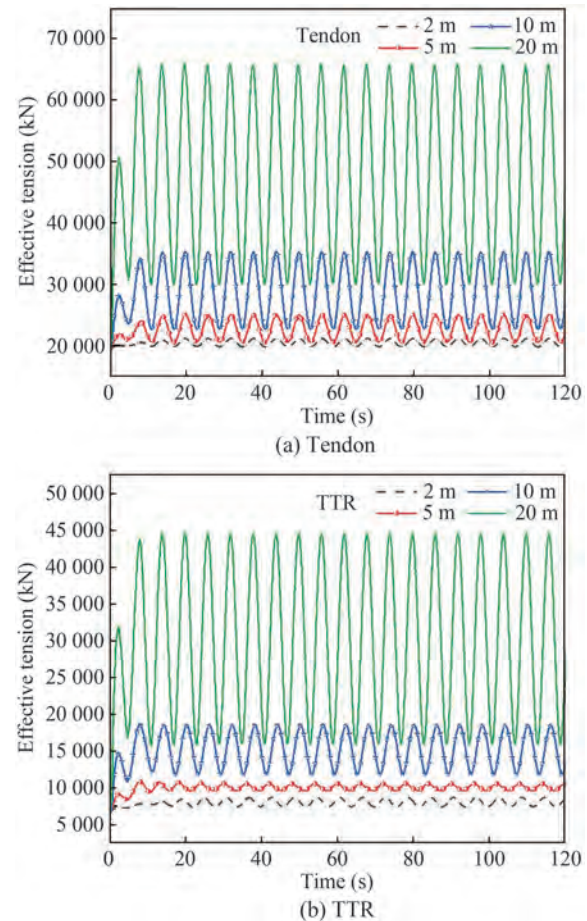 Tendon
2 m
10 m
5 m
20 m
70 000
60 000
50 000
40 000
30 000
20 000
Effective tension (kN)
0 20 40 60 80 100 120
Time (s)
(a) Tendon
TTR
2 m
10 m
5 m
20 m
50 000
45 000
40 000
35 000
30 000
25 000
20 000
15 000
10 000
5 000
Effective tension (kN)
0 20 40 60 80 100 120
Time (s)
(b) TTR